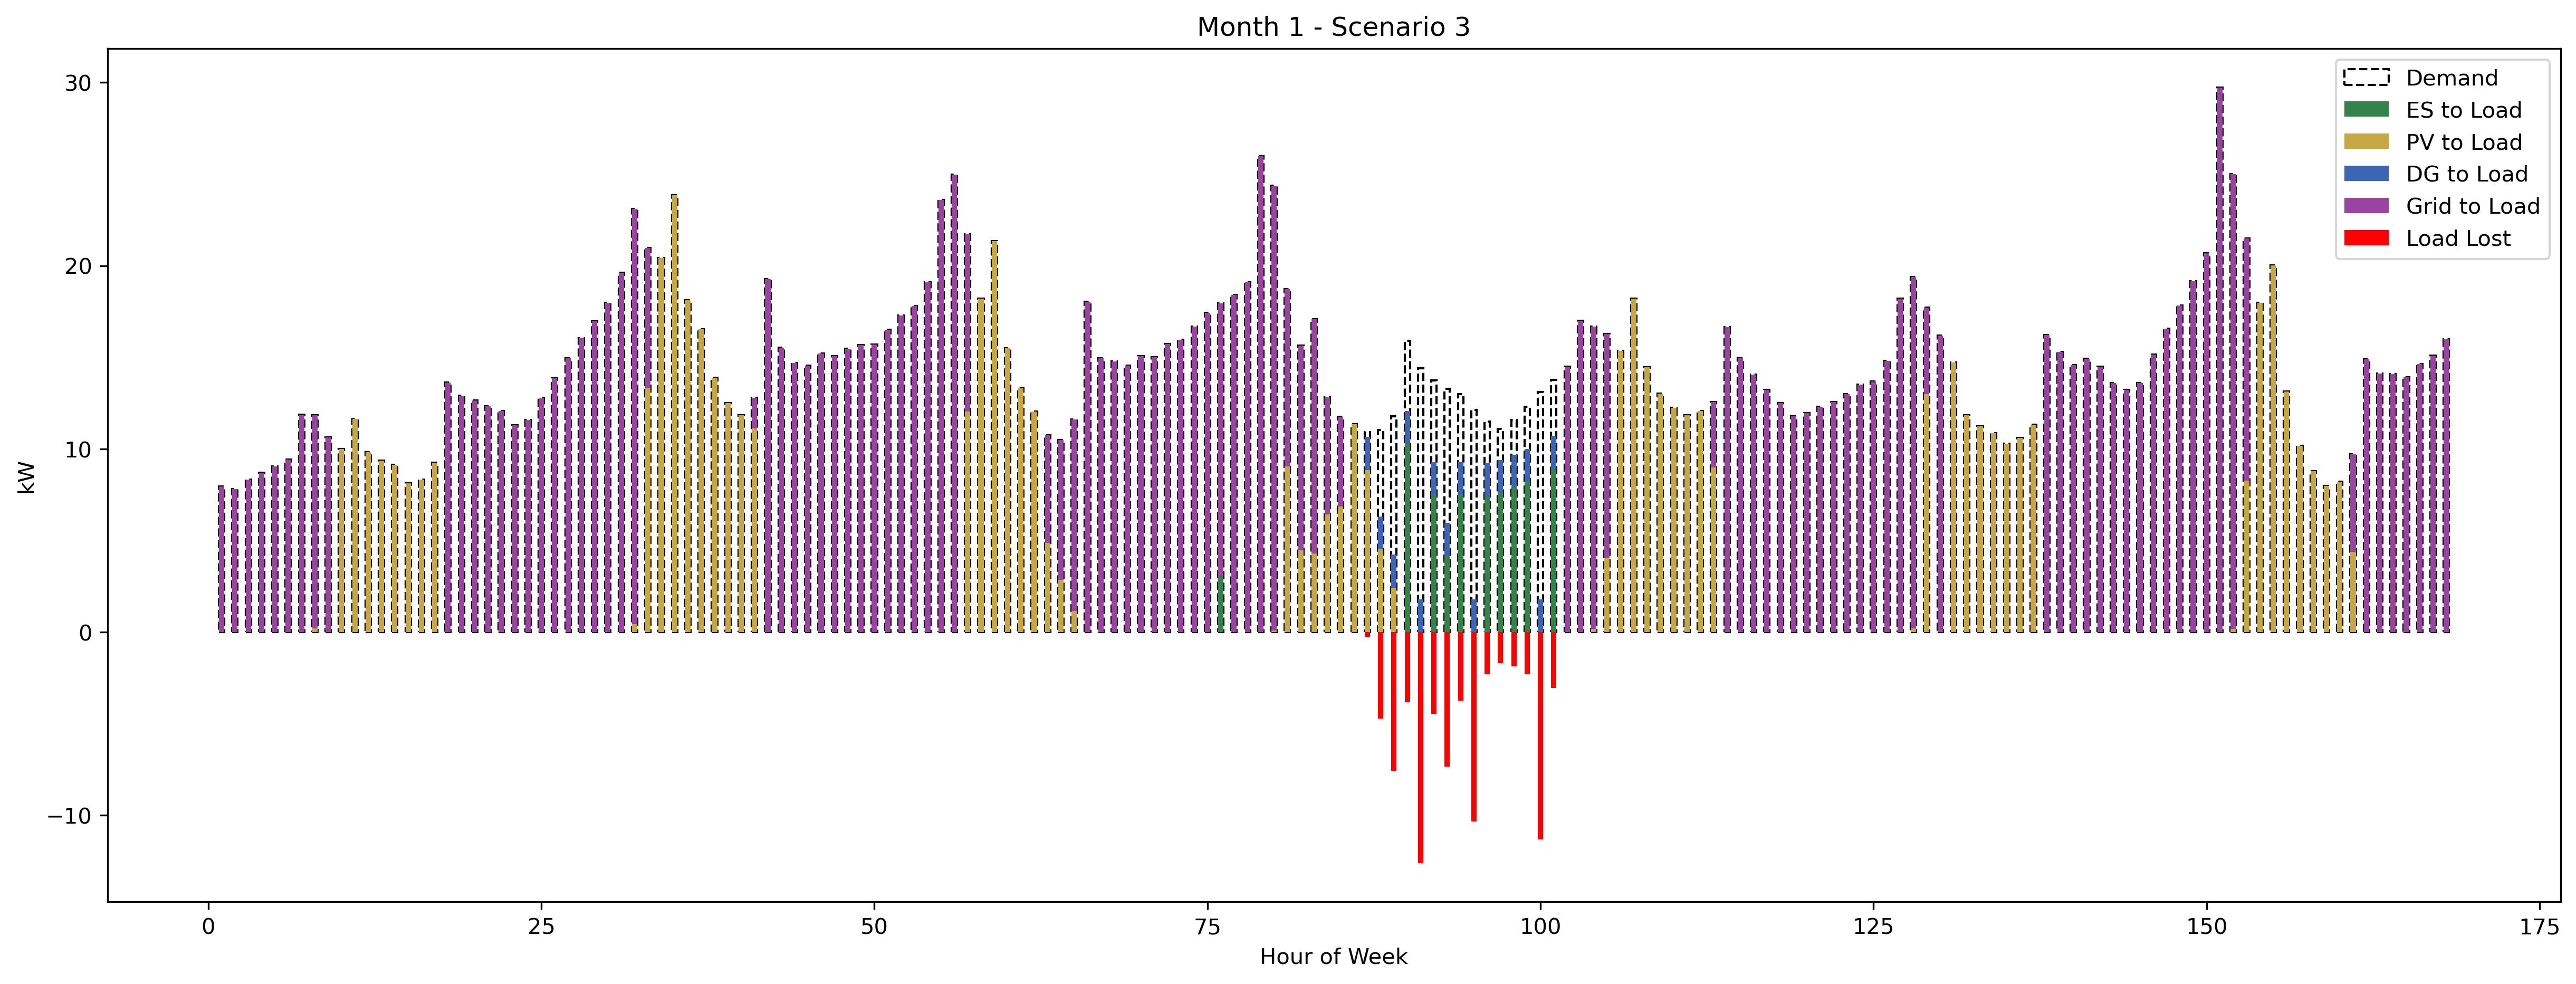 Month 1 - Scenario 3
30
20
10
0
−10
kW
0 25 50 75 100 125 150 175
Hour of Week
Demand
ES to Load
PV to Load
DG to Load
Grid to Load
Load Lost